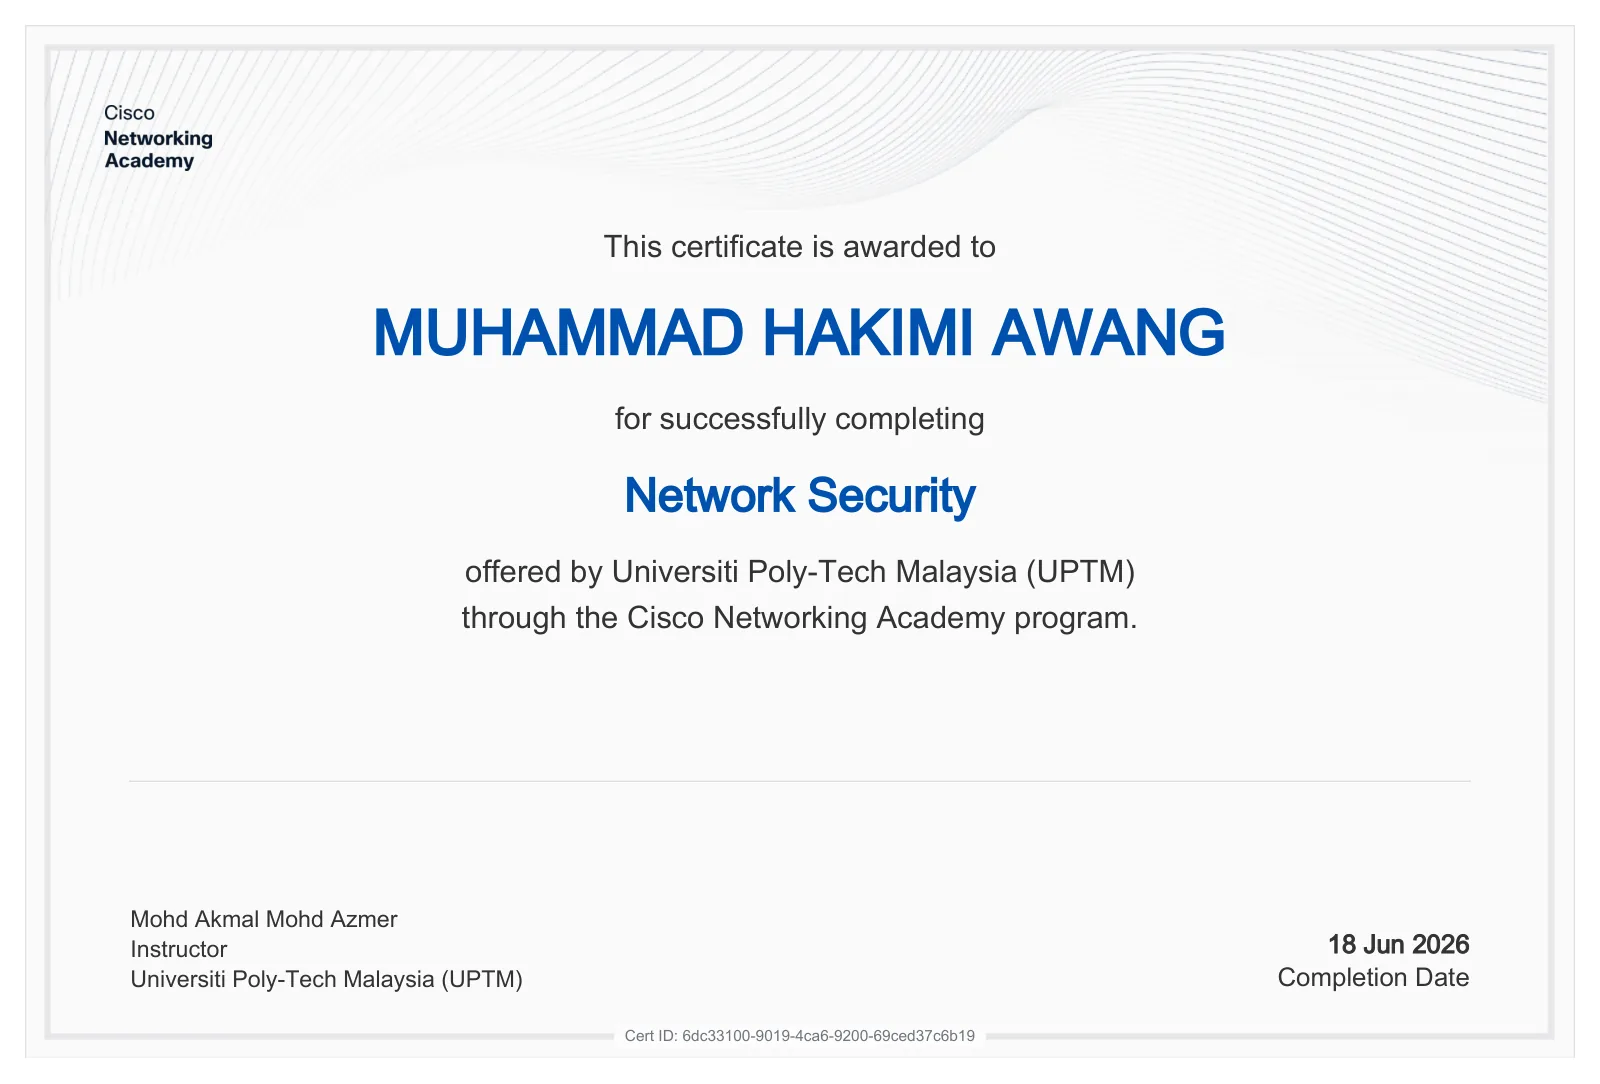 Cisco
Networking
Academy
This certificate is awarded to
MUHAMMAD HAKIMI AWANG
for successfully completing
Network Security
offered by Universiti Poly-Tech Malaysia (UPTM)
through the Cisco Networking Academy program.
Mohd Akmal Mohd Azmer
Instructor
Universiti Poly-Tech Malaysia (UPTM)
18 Jun 2026
Completion Date
Cert ID: 6dc33100-9019-4ca6-9200-69ced37c6b19